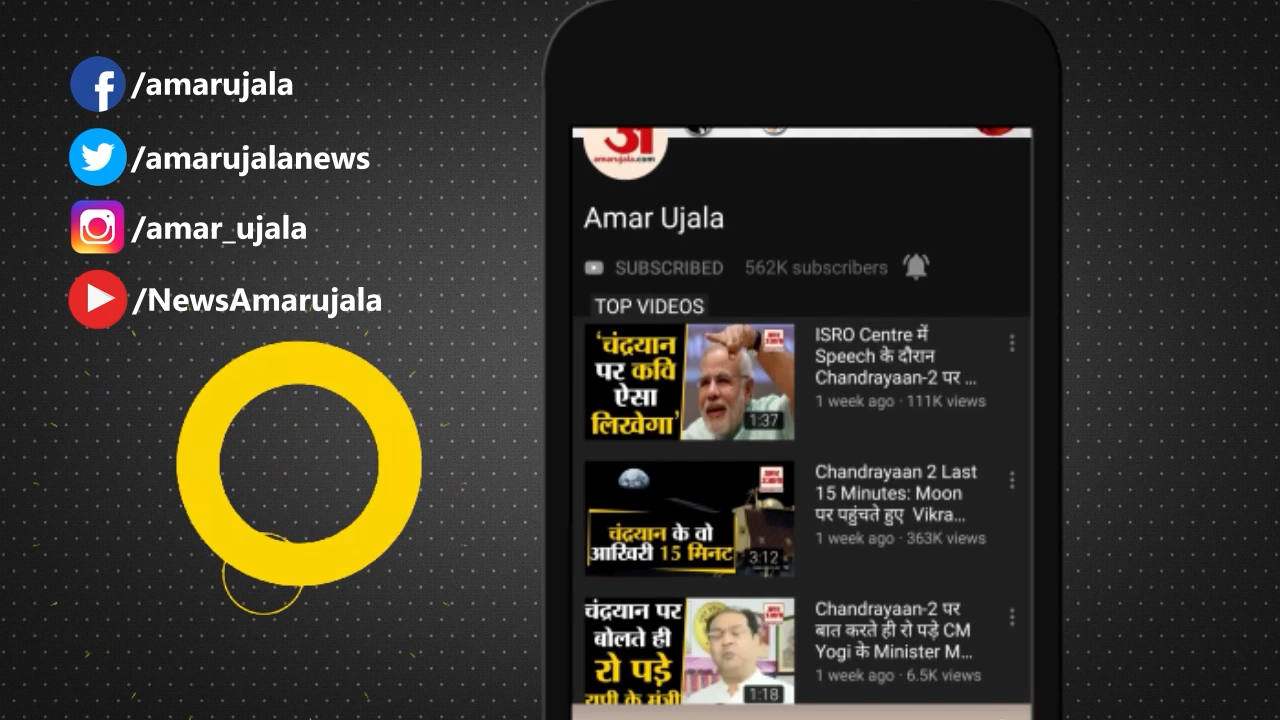 /amarujala
/amarujalanews
/amar_ujala
/NewsAmarujala
amarujala.com
Amar Ujala
SUBSCRIBED 562K subscribers
TOP VIDEOS
‘चंद्रयान
पर कवि
ऐसा
लिखेगा’
1:37
ISRO Centre में
Speech के दौरान
Chandrayaan-2 पर ...
1 week ago · 111K views
चंद्रयान के वो
आखिरी 15 मिनट
3:12
Chandrayaan 2 Last
15 Minutes: Moon
पर पहुंचते हुए Vikra...
1 week ago · 363K views
चंद्रयान पर
बोलते ही
रो पड़े
यूपी के मंत्री
1:18
Chandrayaan-2 पर
बात करते ही रो पड़े CM
Yogi के Minister M...
1 week ago · 6.5K views